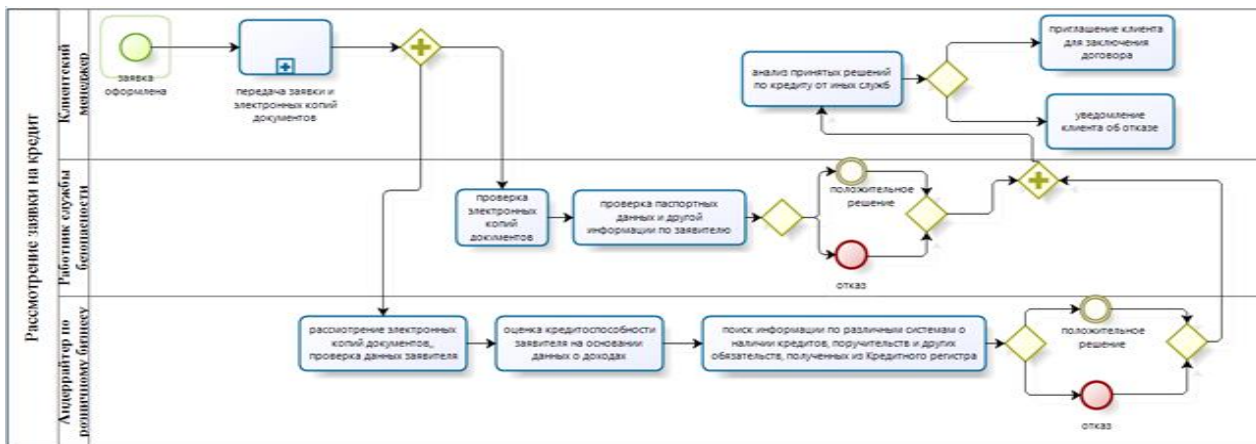 Рассмотрение заявки на кредит
Клиентский
менеджер
заявка
оформлена
передача заявки и
электронных копий
документов
анализ принятых решений
по кредиту от иных служб
приглашение клиента
для заключения
договора
уведомление
клиента об отказе
Работник службы
безопасности
проверка
электронных
копий
документов
проверка паспортных
данных и другой
информации по заявителю
положительное
решение
отказ
Андеррайтер по
розничному бизнесу
рассмотрение электронных
копий документов,,
проверка данных заявителя
оценка кредитоспособности
заявителя на основании
данных о доходах
поиск информации по различным системам о
наличии кредитов, поручительств и других
обязательств, полученных из Кредитного регистра
положительное
решение
отказ